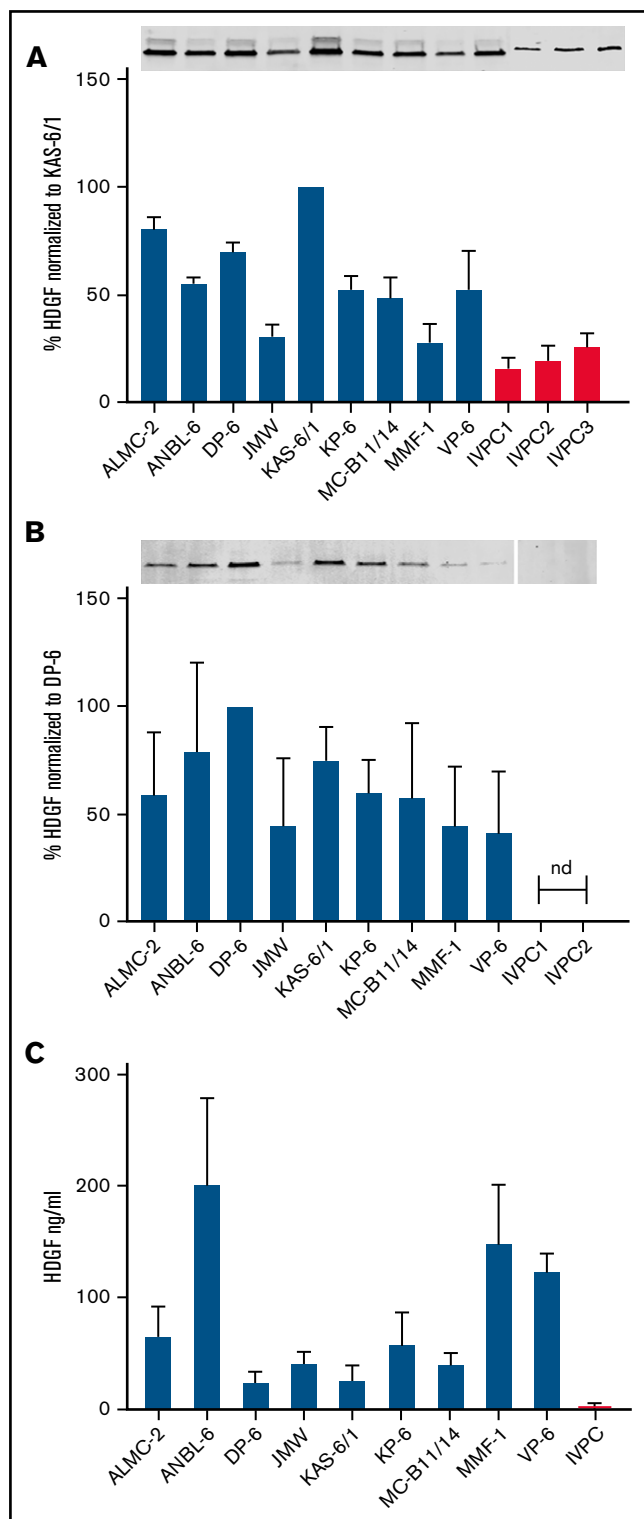 A
% HDGF normalized to KAS-6/1
150
100
50
0
ALMC-2
ANBL-6
DP-6
JMW
KAS-6/1
KP-6
MC-B11/14
MMF-1
VP-6
IVPC1
IVPC2
IVPC3
B
% HDGF normalized to DP-6
150
100
50
0
nd
ALMC-2
ANBL-6
DP-6
JMW
KAS-6/1
KP-6
MC-B11/14
MMF-1
VP-6
IVPC1
IVPC2
C
HDGF ng/ml
300
200
100
0
ALMC-2
ANBL-6
DP-6
JMW
KAS-6/1
KP-6
MC-B11/14
MMF-1
VP-6
IVPC